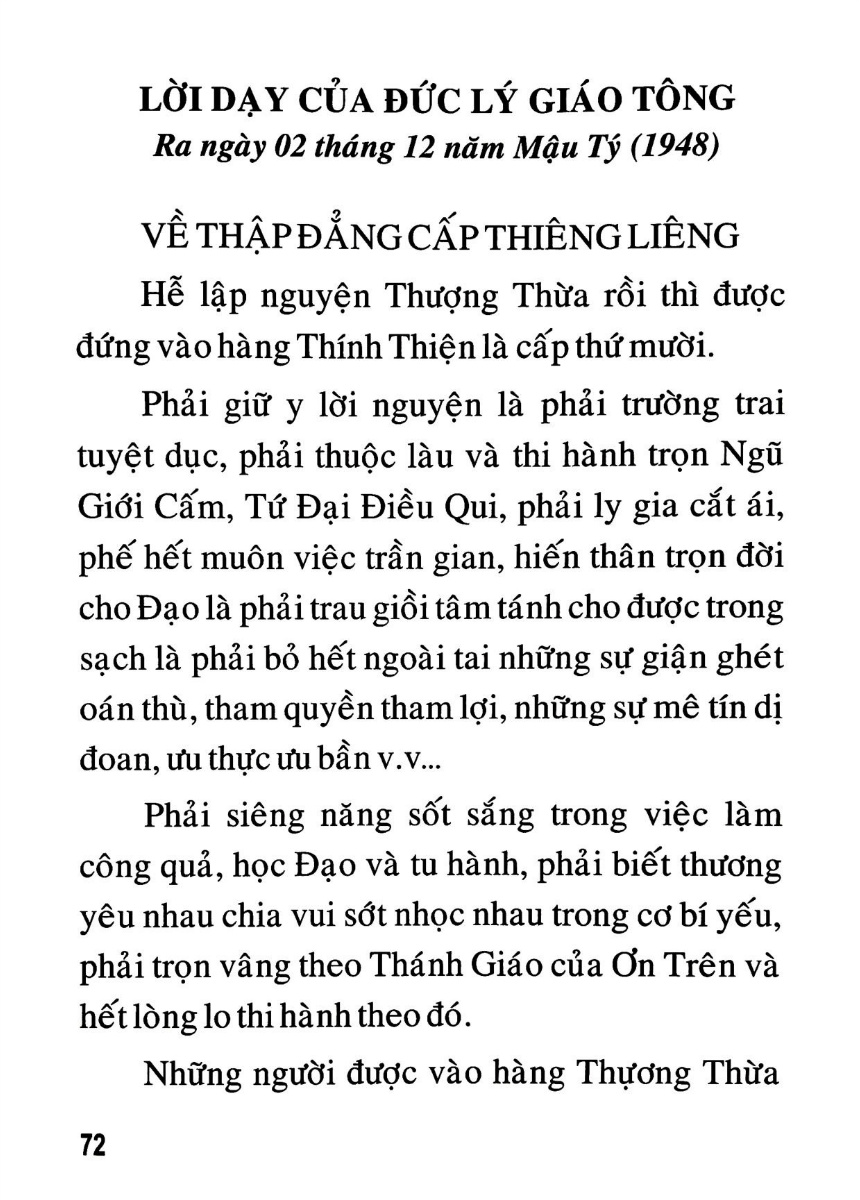 LỜI DẠY CỦA ĐỨC LÝ GIÁO TÔNG
Ra ngày 02 tháng 12 năm Mậu Tý (1948)
VỀ THẬP ĐẲNG CẤP THIÊNG LIÊNG
Hễ lập nguyện Thượng Thừa rồi thì được
đứng vào hàng Thính Thiện là cấp thứ mười.
Phải giữ y lời nguyện là phải trường trai
tuyệt dục, phải thuộc làu và thi hành trọn Ngũ
Giới Cấm, Tứ Đại Điều Qui, phải ly gia cắt ái,
phế hết muôn việc trần gian, hiến thân trọn đời
cho Đạo là phải trau giồi tâm tánh cho được trong
sạch là phải bỏ hết ngoài tai những sự giận ghét
oán thù, tham quyền tham lợi, những sự mê tín dị
đoan, ưu thực ưu bần v.v...
Phải siêng năng sốt sắng trong việc làm
công quả, học Đạo và tu hành, phải biết thương
yêu nhau chia vui sớt nhọc nhau trong cơ bí yếu,
phải trọn vâng theo Thánh Giáo của Ơn Trên và
hết lòng lo thi hành theo đó.
Những người được vào hàng Thựơng Thừa
72